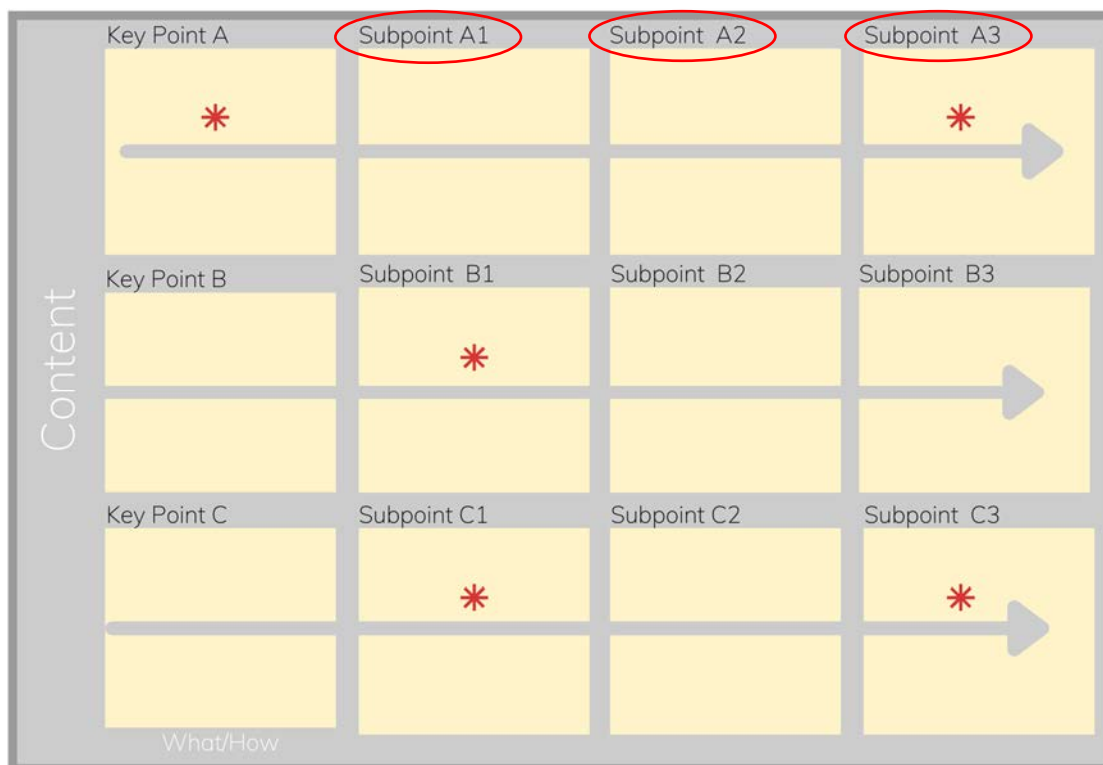 Key Point A
Subpoint A1
Subpoint A2
Subpoint A3
Content
Key Point B
Subpoint B1
Subpoint B2
Subpoint B3
Key Point C
Subpoint C1
Subpoint C2
Subpoint C3
What/How